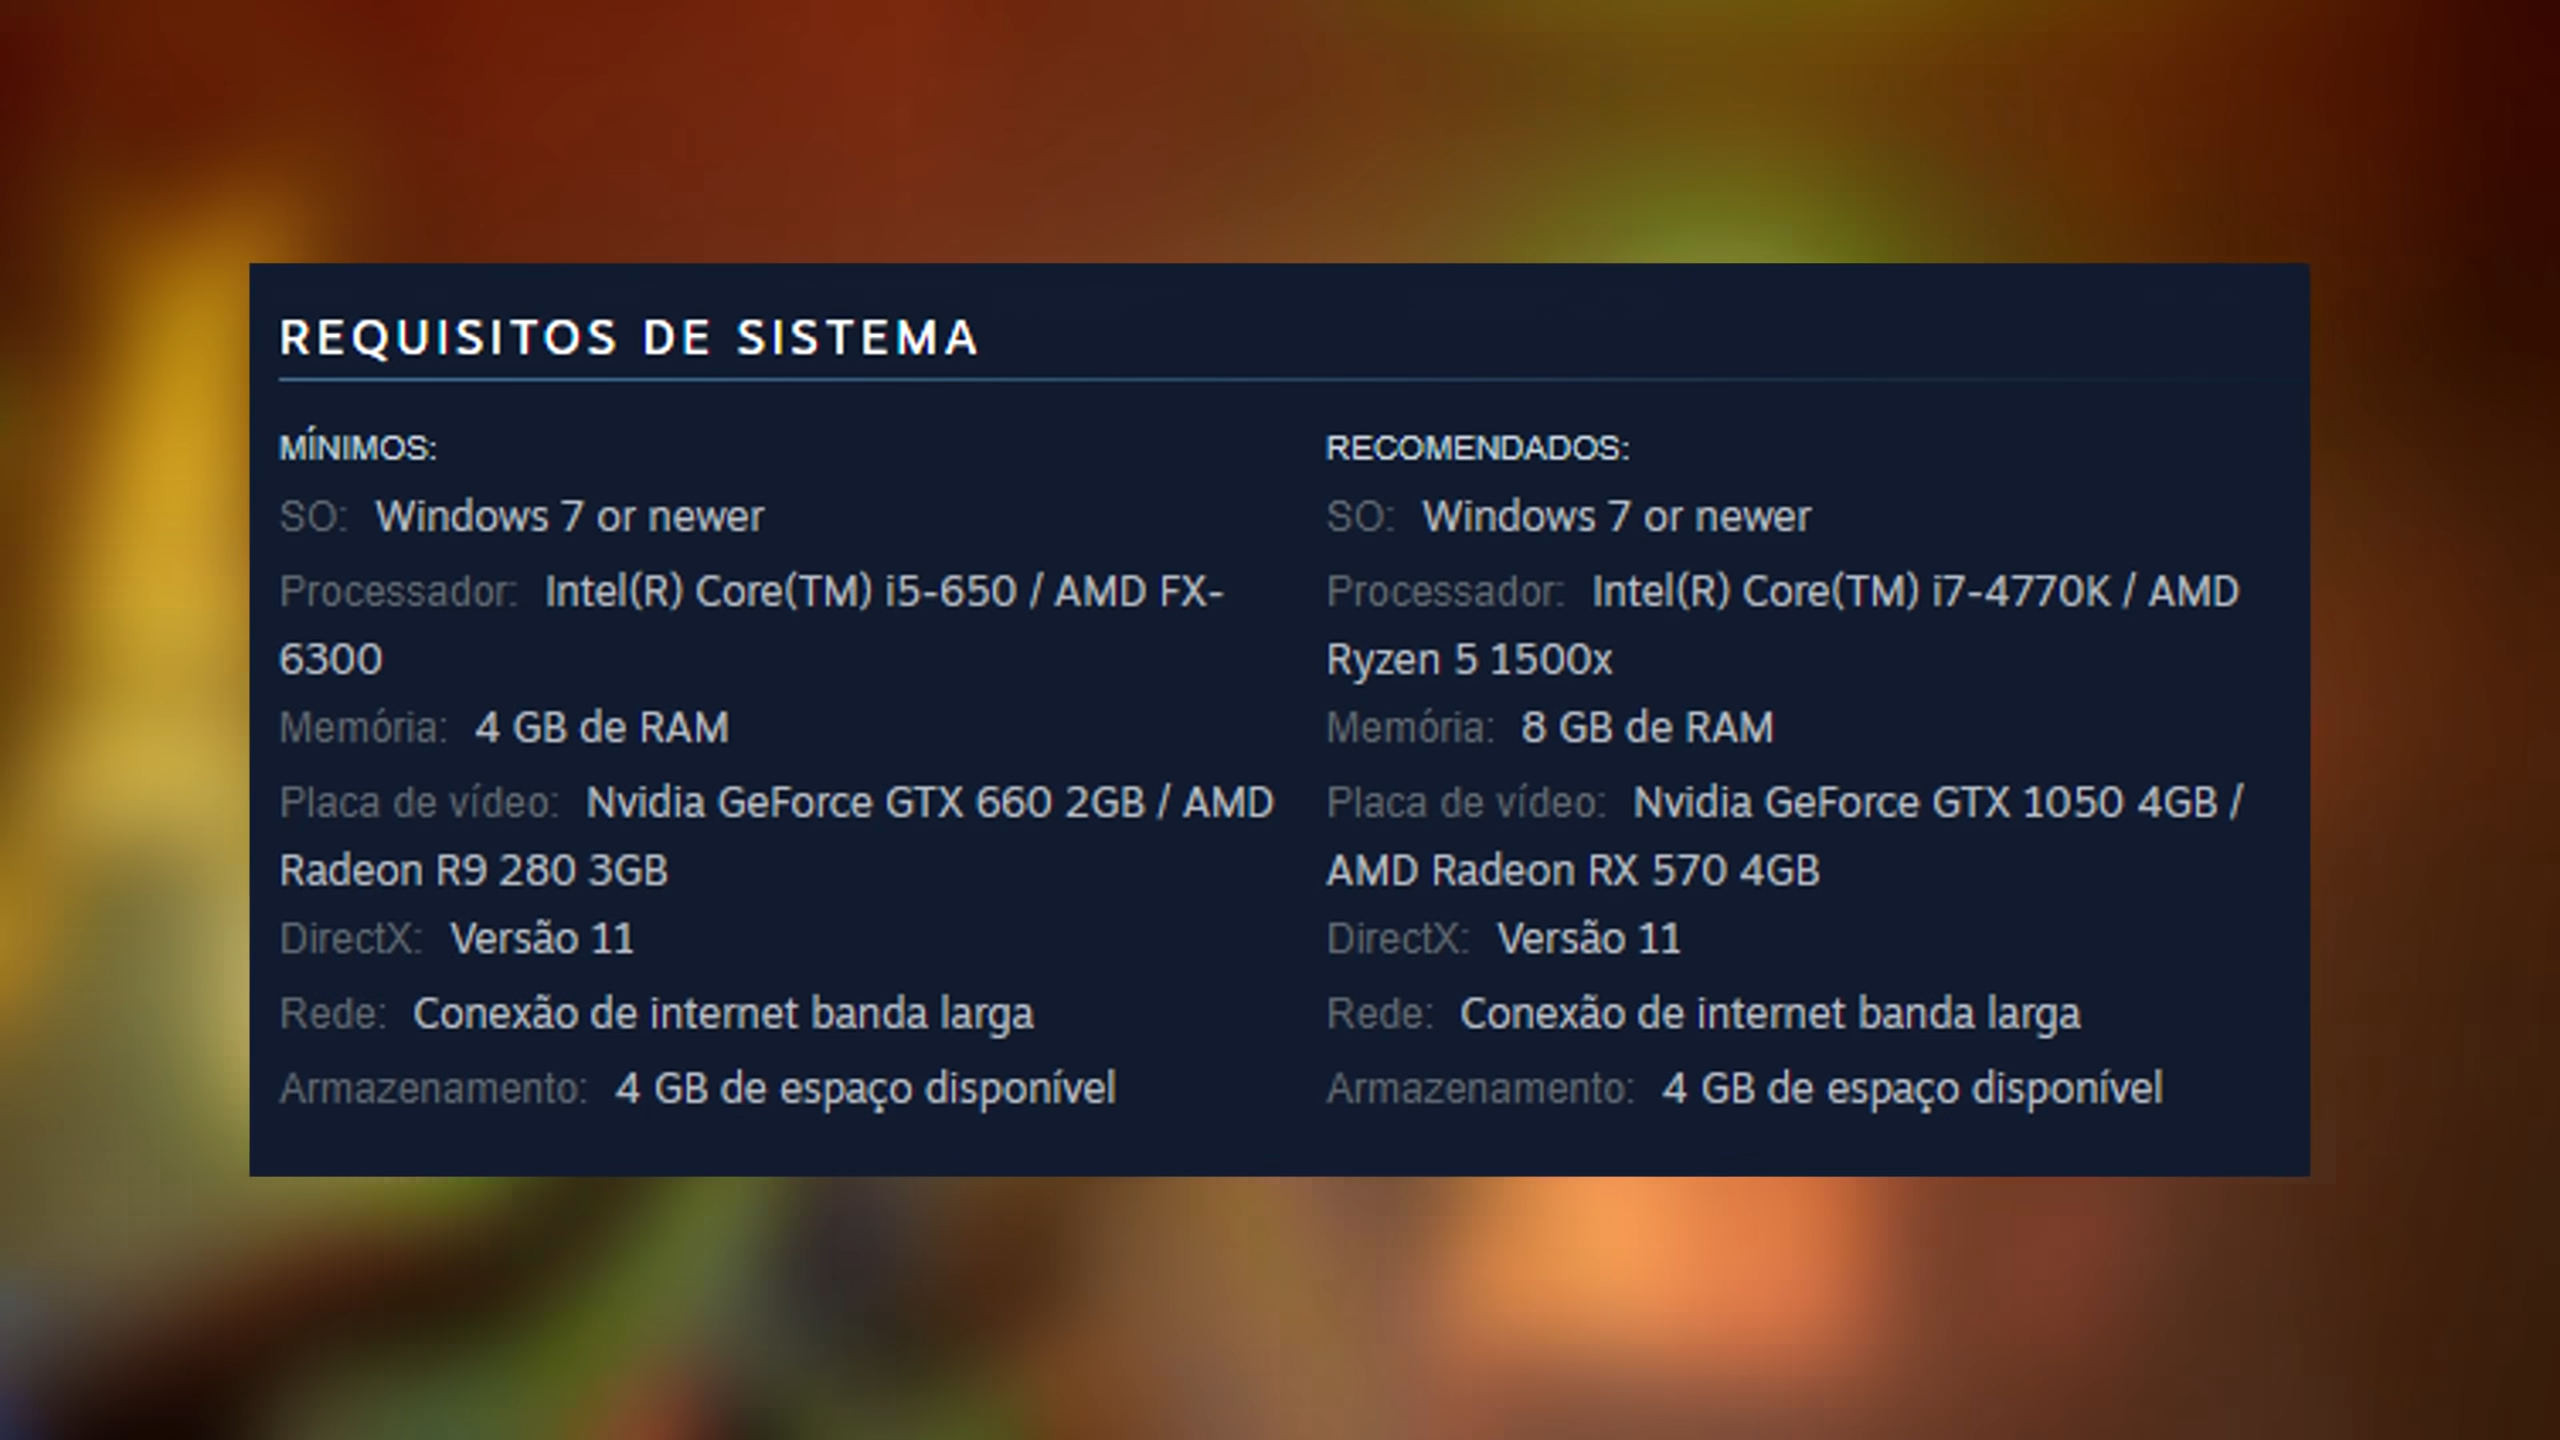 REQUISITOS DE SISTEMA
MÍNIMOS:
SO: Windows 7 or newer
Processador: Intel(R) Core(TM) i5-650 / AMD FX-
6300
Memória: 4 GB de RAM
Placa de vídeo: Nvidia GeForce GTX 660 2GB / AMD
Radeon R9 280 3GB
DirectX: Versão 11
Rede: Conexão de internet banda larga
Armazenamento: 4 GB de espaço disponível
RECOMENDADOS:
SO: Windows 7 or newer
Processador: Intel(R) Core(TM) i7-4770K / AMD
Ryzen 5 1500x
Memória: 8 GB de RAM
Placa de vídeo: Nvidia GeForce GTX 1050 4GB /
AMD Radeon RX 570 4GB
DirectX: Versão 11
Rede: Conexão de internet banda larga
Armazenamento: 4 GB de espaço disponível